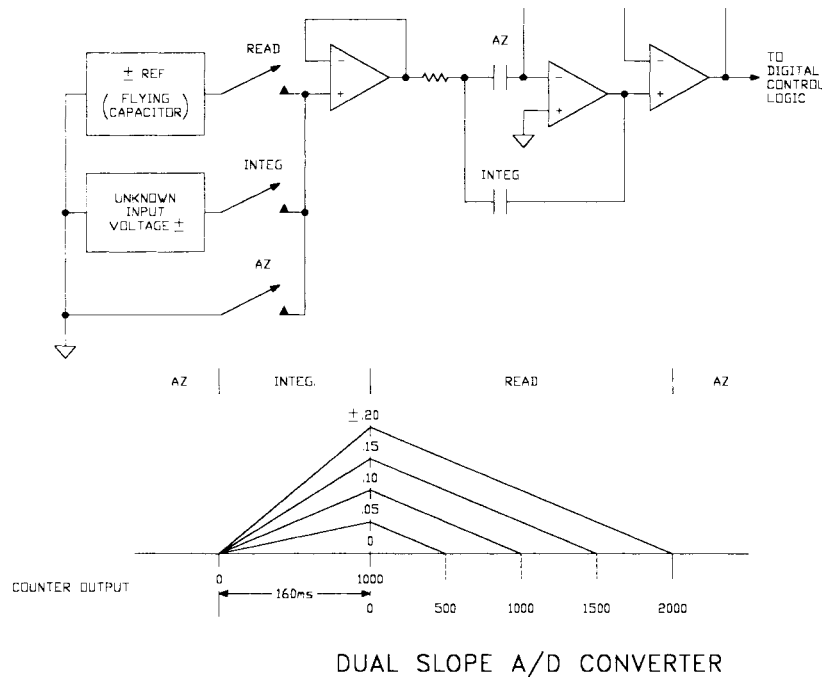 READ
AZ
± REF
(FLYING
CAPACITOR)
-
+
-
+
-
+
TO
DIGITAL
CONTROL
LOGIC
INTEG
INTEG
UNKNOWN
INPUT
VOLTAGE ±
AZ
AZ
INTEG.
READ
AZ
± .20
.15
.10
.05
0
0
1000
COUNTER OUTPUT
160ms
0
500
1000
1500
2000
DUAL SLOPE A/D CONVERTER